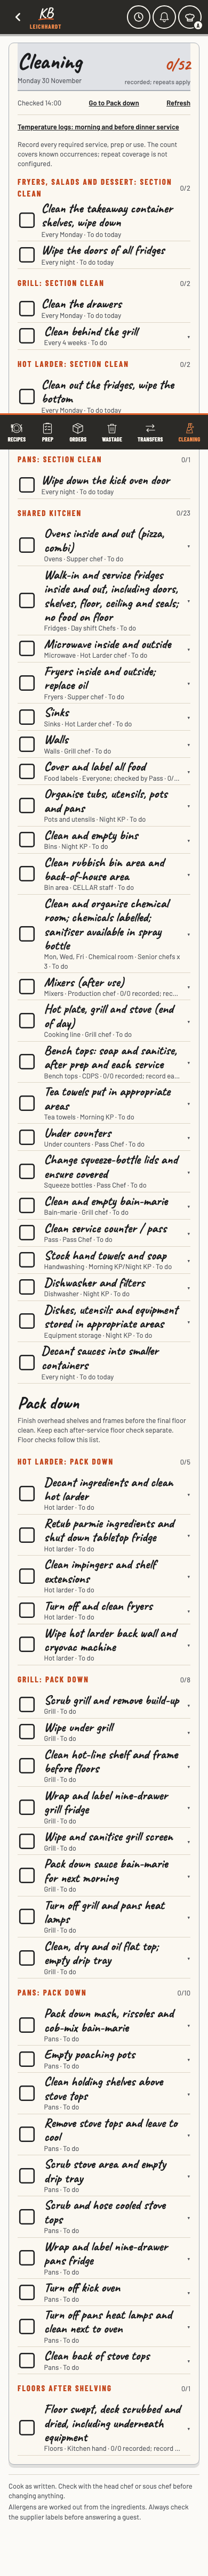 KB
LEICHHARDT
Cleaning
0/52
Monday 30 November
recorded; repeats apply
Checked 14:00
Go to Pack down
Refresh
Temperature logs: morning and before dinner service
Record every required service, prep or use. The count
covers known occurrences; repeat coverage is not
configured.
FRYERS, SALADS AND DESSERT: SECTION
CLEAN
0/2
Clean the takeaway container
shelves, wipe down
Every Monday · To do today
Wipe the doors of all fridges
Every night · To do today
GRILL: SECTION CLEAN
0/2
Clean the drawers
Every Monday · To do today
Clean behind the grill
Every 4 weeks · To do
HOT LARDER: SECTION CLEAN
0/2
Clean out the fridges, wipe the
bottom
Every Monday · To do today
RECIPES
PREP
ORDERS
WASTAGE
TRANSFERS
CLEANING
PANS: SECTION CLEAN
0/1
Wipe down the kick oven door
Every night · To do today
SHARED KITCHEN
0/23
Ovens inside and out (pizza,
combi)
Ovens · Supper chef · To do
Walk-in and service fridges
inside and out, including doors,
shelves, floor, ceiling and seals;
no food on floor
Fridges · Day shift Chefs · To do
Microwave inside and outside
Microwave · Hot Larder chef · To do
Fryers inside and outside;
replace oil
Fryers · Supper chef · To do
Sinks
Sinks · Hot Larder chef · To do
Walls
Walls · Grill chef · To do
Cover and label all food
Food labels · Everyone; checked by Pass · 0/...
Organise tubs, utensils, pots
and pans
Pots and utensils · Night KP · To do
Clean and empty bins
Bins · Night KP · To do
Clean rubbish bin area and
back-of-house area
Bin area · CELLAR staff · To do
Clean and organise chemical
room; chemicals labelled;
sanitiser available in spray
bottle
Mon, Wed, Fri · Chemical room · Senior chefs x
3 · To do
Mixers (after use)
Mixers · Production chef · 0/0 recorded; rec...
Hot plate, grill and stove (end
of day)
Cooking line · Grill chef · To do
Bench tops: soap and sanitise,
after prep and each service
Bench tops · CDPS · 0/0 recorded; record ea...
Tea towels put in appropriate
areas
Tea towels · Morning KP · To do
Under counters
Under counters · Pass Chef · To do
Change squeeze-bottle lids and
ensure covered
Squeeze bottles · Pass Chef · To do
Clean and empty bain-marie
Bain-marie · Grill chef · To do
Clean service counter / pass
Pass · Pass Chef · To do
Stock hand towels and soap
Handwashing · Morning KP/Night KP · To do
Dishwasher and filters
Dishwasher · Night KP · To do
Dishes, utensils and equipment
stored in appropriate areas
Equipment storage · Night KP · To do
Decant sauces into smaller
containers
Every night · To do today
Pack down
Finish overhead shelves and frames before the final floor
clean. Keep each after-service floor check separate.
Floor checks follow this list.
HOT LARDER: PACK DOWN
0/5
Decant ingredients and clean
hot larder
Hot larder · To do
Retub parmie ingredients and
shut down tabletop fridge
Hot larder · To do
Clean impingers and shelf
extensions
Hot larder · To do
Turn off and clean fryers
Hot larder · To do
Wipe hot larder back wall and
cryovac machine
Hot larder · To do
GRILL: PACK DOWN
0/8
Scrub grill and remove build-up
Grill · To do
Wipe under grill
Grill · To do
Clean hot-line shelf and frame
before floors
Grill · To do
Wrap and label nine-drawer
grill fridge
Grill · To do
Wipe and sanitise grill screen
Grill · To do
Pack down sauce bain-marie
for next morning
Grill · To do
Turn off grill and pans heat
lamps
Grill · To do
Clean, dry and oil flat top;
empty drip tray
Grill · To do
PANS: PACK DOWN
0/10
Pack down mash, rissoles and
cob-mix bain-marie
Pans · To do
Empty poaching pots
Pans · To do
Clean holding shelves above
stove tops
Pans · To do
Remove stove tops and leave to
cool
Pans · To do
Scrub stove area and empty
drip tray
Pans · To do
Scrub and hose cooled stove
tops
Pans · To do
Wrap and label nine-drawer
pans fridge
Pans · To do
Turn off kick oven
Pans · To do
Turn off pans heat lamps and
clean next to oven
Pans · To do
Clean back of stove tops
Pans · To do
FLOORS AFTER SHELVING
0/1
Floor swept, deck scrubbed and
dried, including underneath
equipment
Floors · Kitchen hand · 0/0 recorded; record ...
Cook as written. Check with the head chef or sous chef before
changing anything.
Allergens are worked out from the ingredients. Always check
the supplier labels before answering a guest.